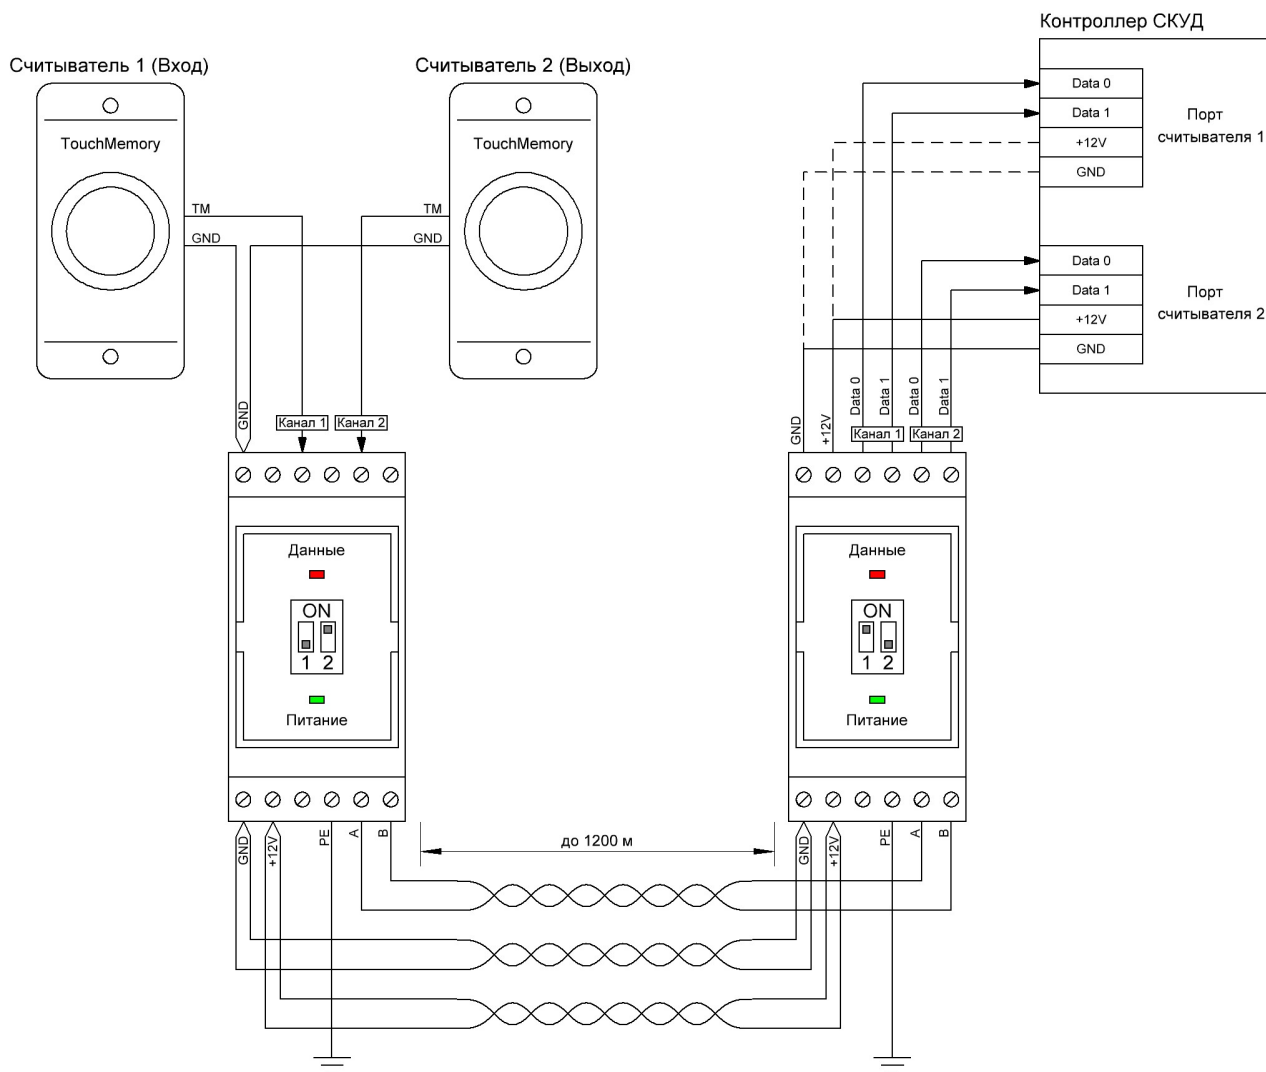 Контроллер СКУД
Считыватель 1 (Вход)
Считыватель 2 (Выход)
TouchMemory
TouchMemory
Data 0
Data 1
+12V
GND
Порт
считывателя 1
TM
GND
TM
GND
Data 0
Data 1
+12V
GND
Порт
считывателя 2
GND
Канал 1
Канал 2
GND
+12V
Data 0
Data 1
Data 0
Data 1
Канал 1
Канал 2
Данные
ON
1 2
Питание
Данные
ON
1 2
Питание
GND
+12V
PE
A
B
до 1200 м
GND
+12V
PE
A
B